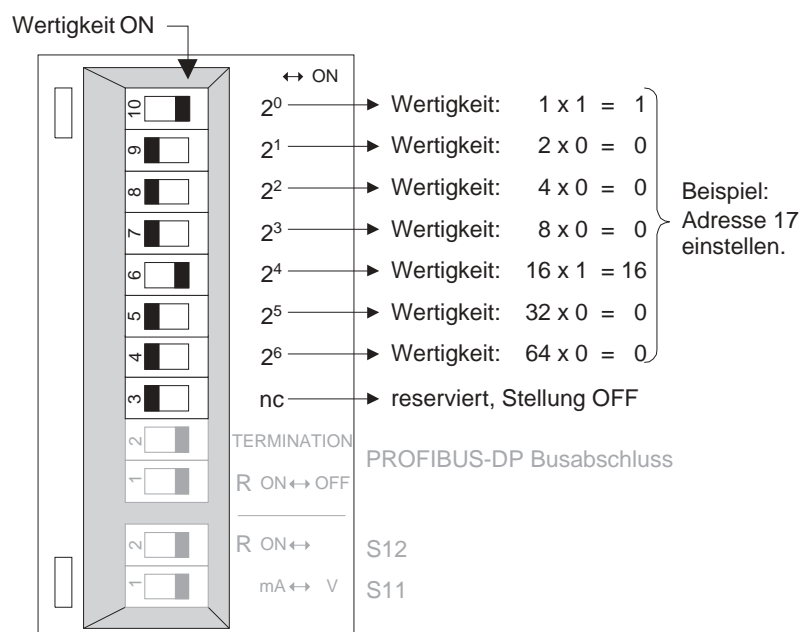 Wertigkeit ON
↔ ON
10 2⁰ Wertigkeit: 1 x 1 = 1
9 2¹ Wertigkeit: 2 x 0 = 0
8 2² Wertigkeit: 4 x 0 = 0
7 2³ Wertigkeit: 8 x 0 = 0
6 2⁴ Wertigkeit: 16 x 1 = 16
5 2⁵ Wertigkeit: 32 x 0 = 0
4 2⁶ Wertigkeit: 64 x 0 = 0
Beispiel:
Adresse 17
einstellen.
3 nc reserviert, Stellung OFF
2 TERMINATION
PROFIBUS-DP Busabschluss
1 R ON ↔ OFF
2 R ON ↔ S12
1 mA ↔ V S11